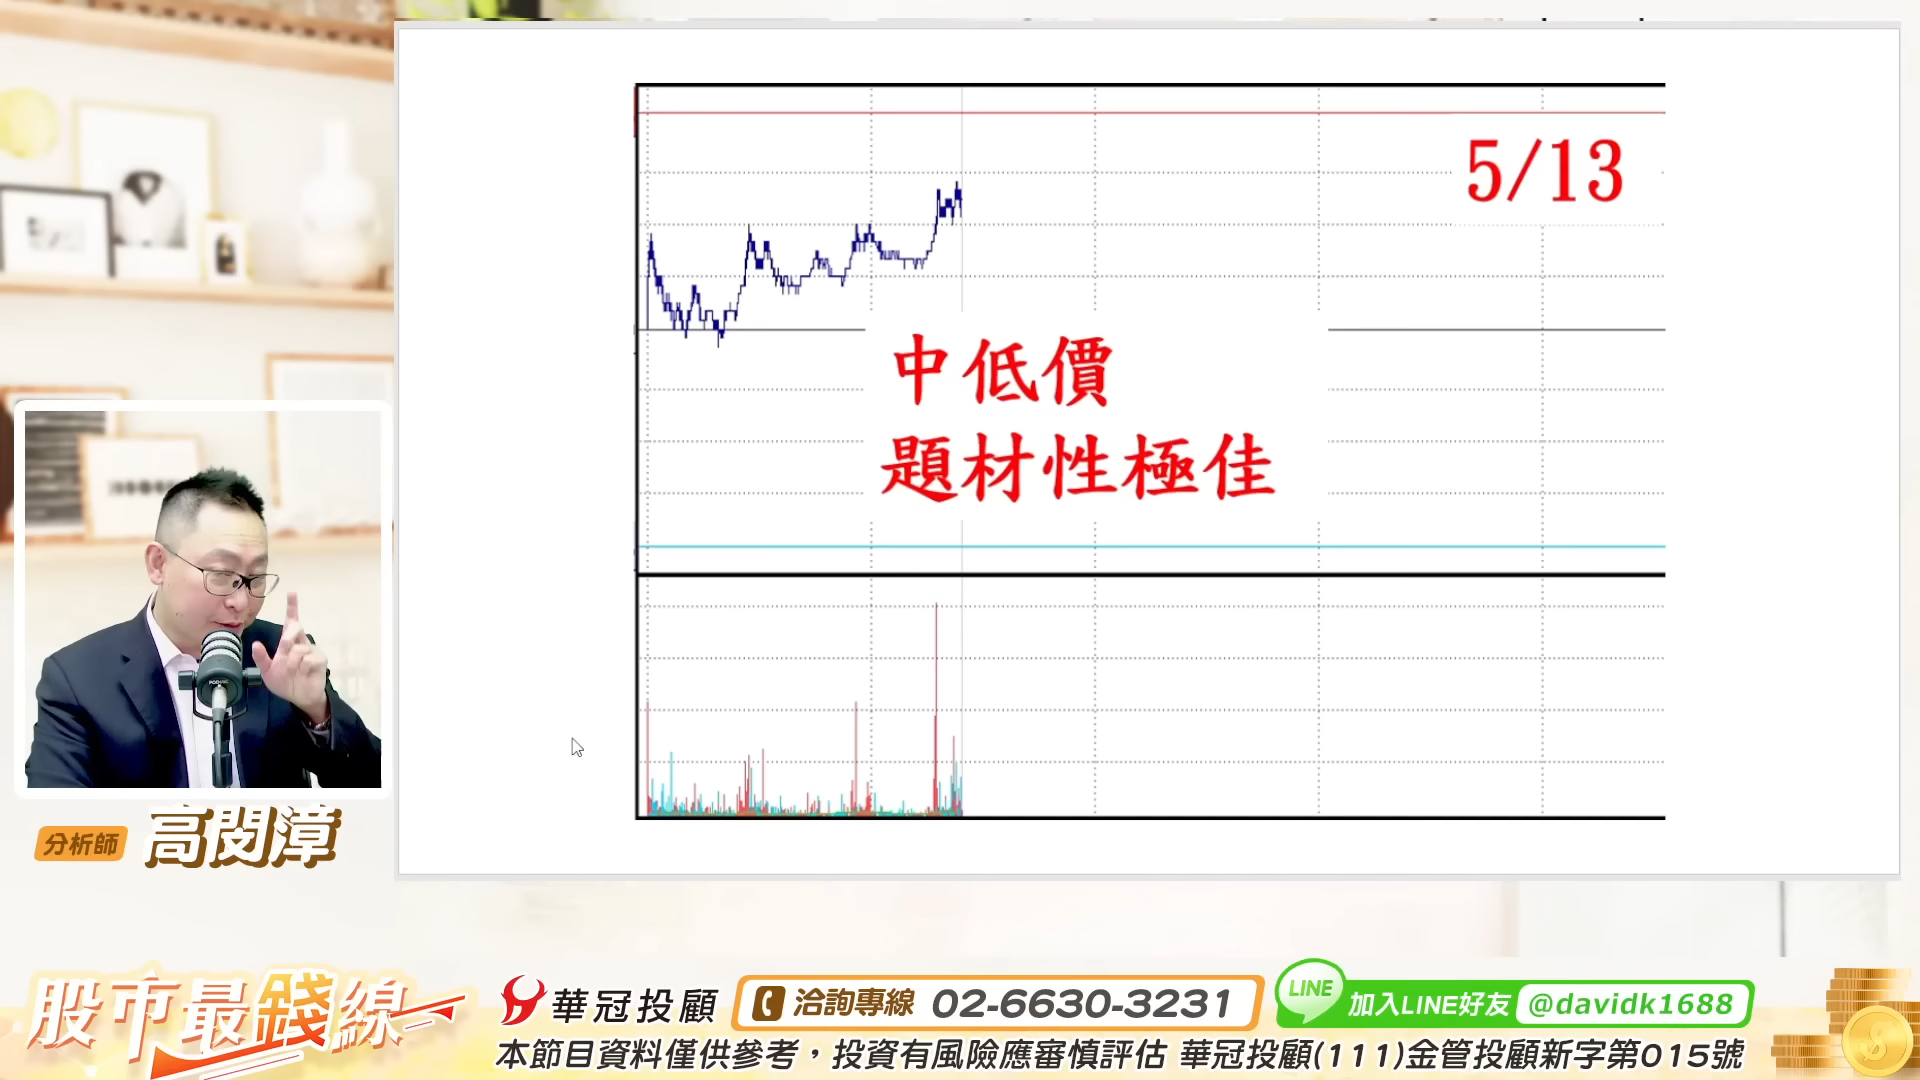 5/13
中低價
題材性極佳
分析師 高閔漳
股市最錢線
華冠投顧
洽詢專線 02-6630-3231
LINE
加入LINE好友 @davidk1688
本節目資料僅供參考，投資有風險應審慎評估 華冠投顧(111)金管投顧新字第015號